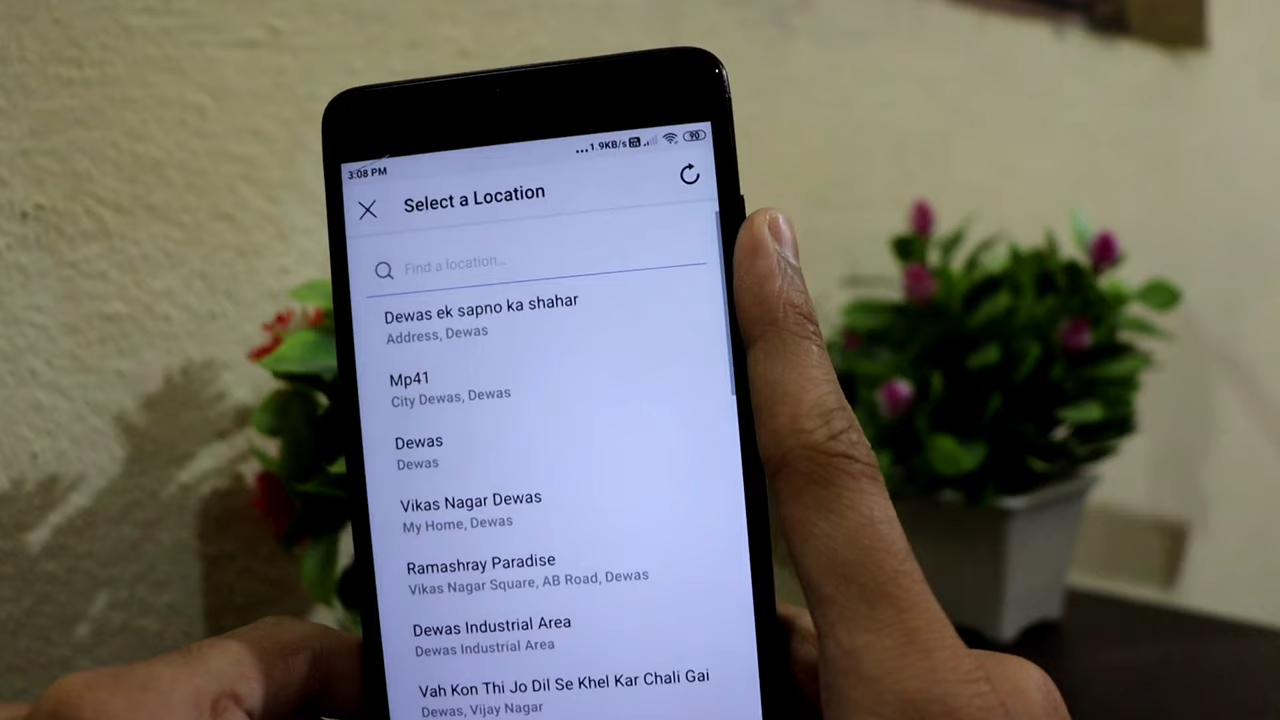 3:08 PM
...1.9KB/s
90
Select a Location
Find a location...
Dewas ek sapno ka shahar
Address, Dewas
Mp41
City Dewas, Dewas
Dewas
Dewas
Vikas Nagar Dewas
My Home, Dewas
Ramashray Paradise
Vikas Nagar Square, AB Road, Dewas
Dewas Industrial Area
Dewas Industrial Area
Vah Kon Thi Jo Dil Se Khel Kar Chali Gai
Dewas, Vijay Nagar